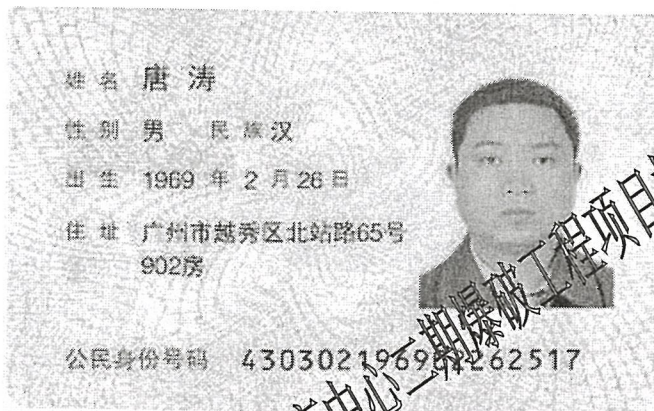 姓名 唐涛
性别 男 民族 汉
出生 1969 年 2 月 26 日
住址 广州市越秀区北站路65号
902房
公民身份号码
中心二期爆破工程项目